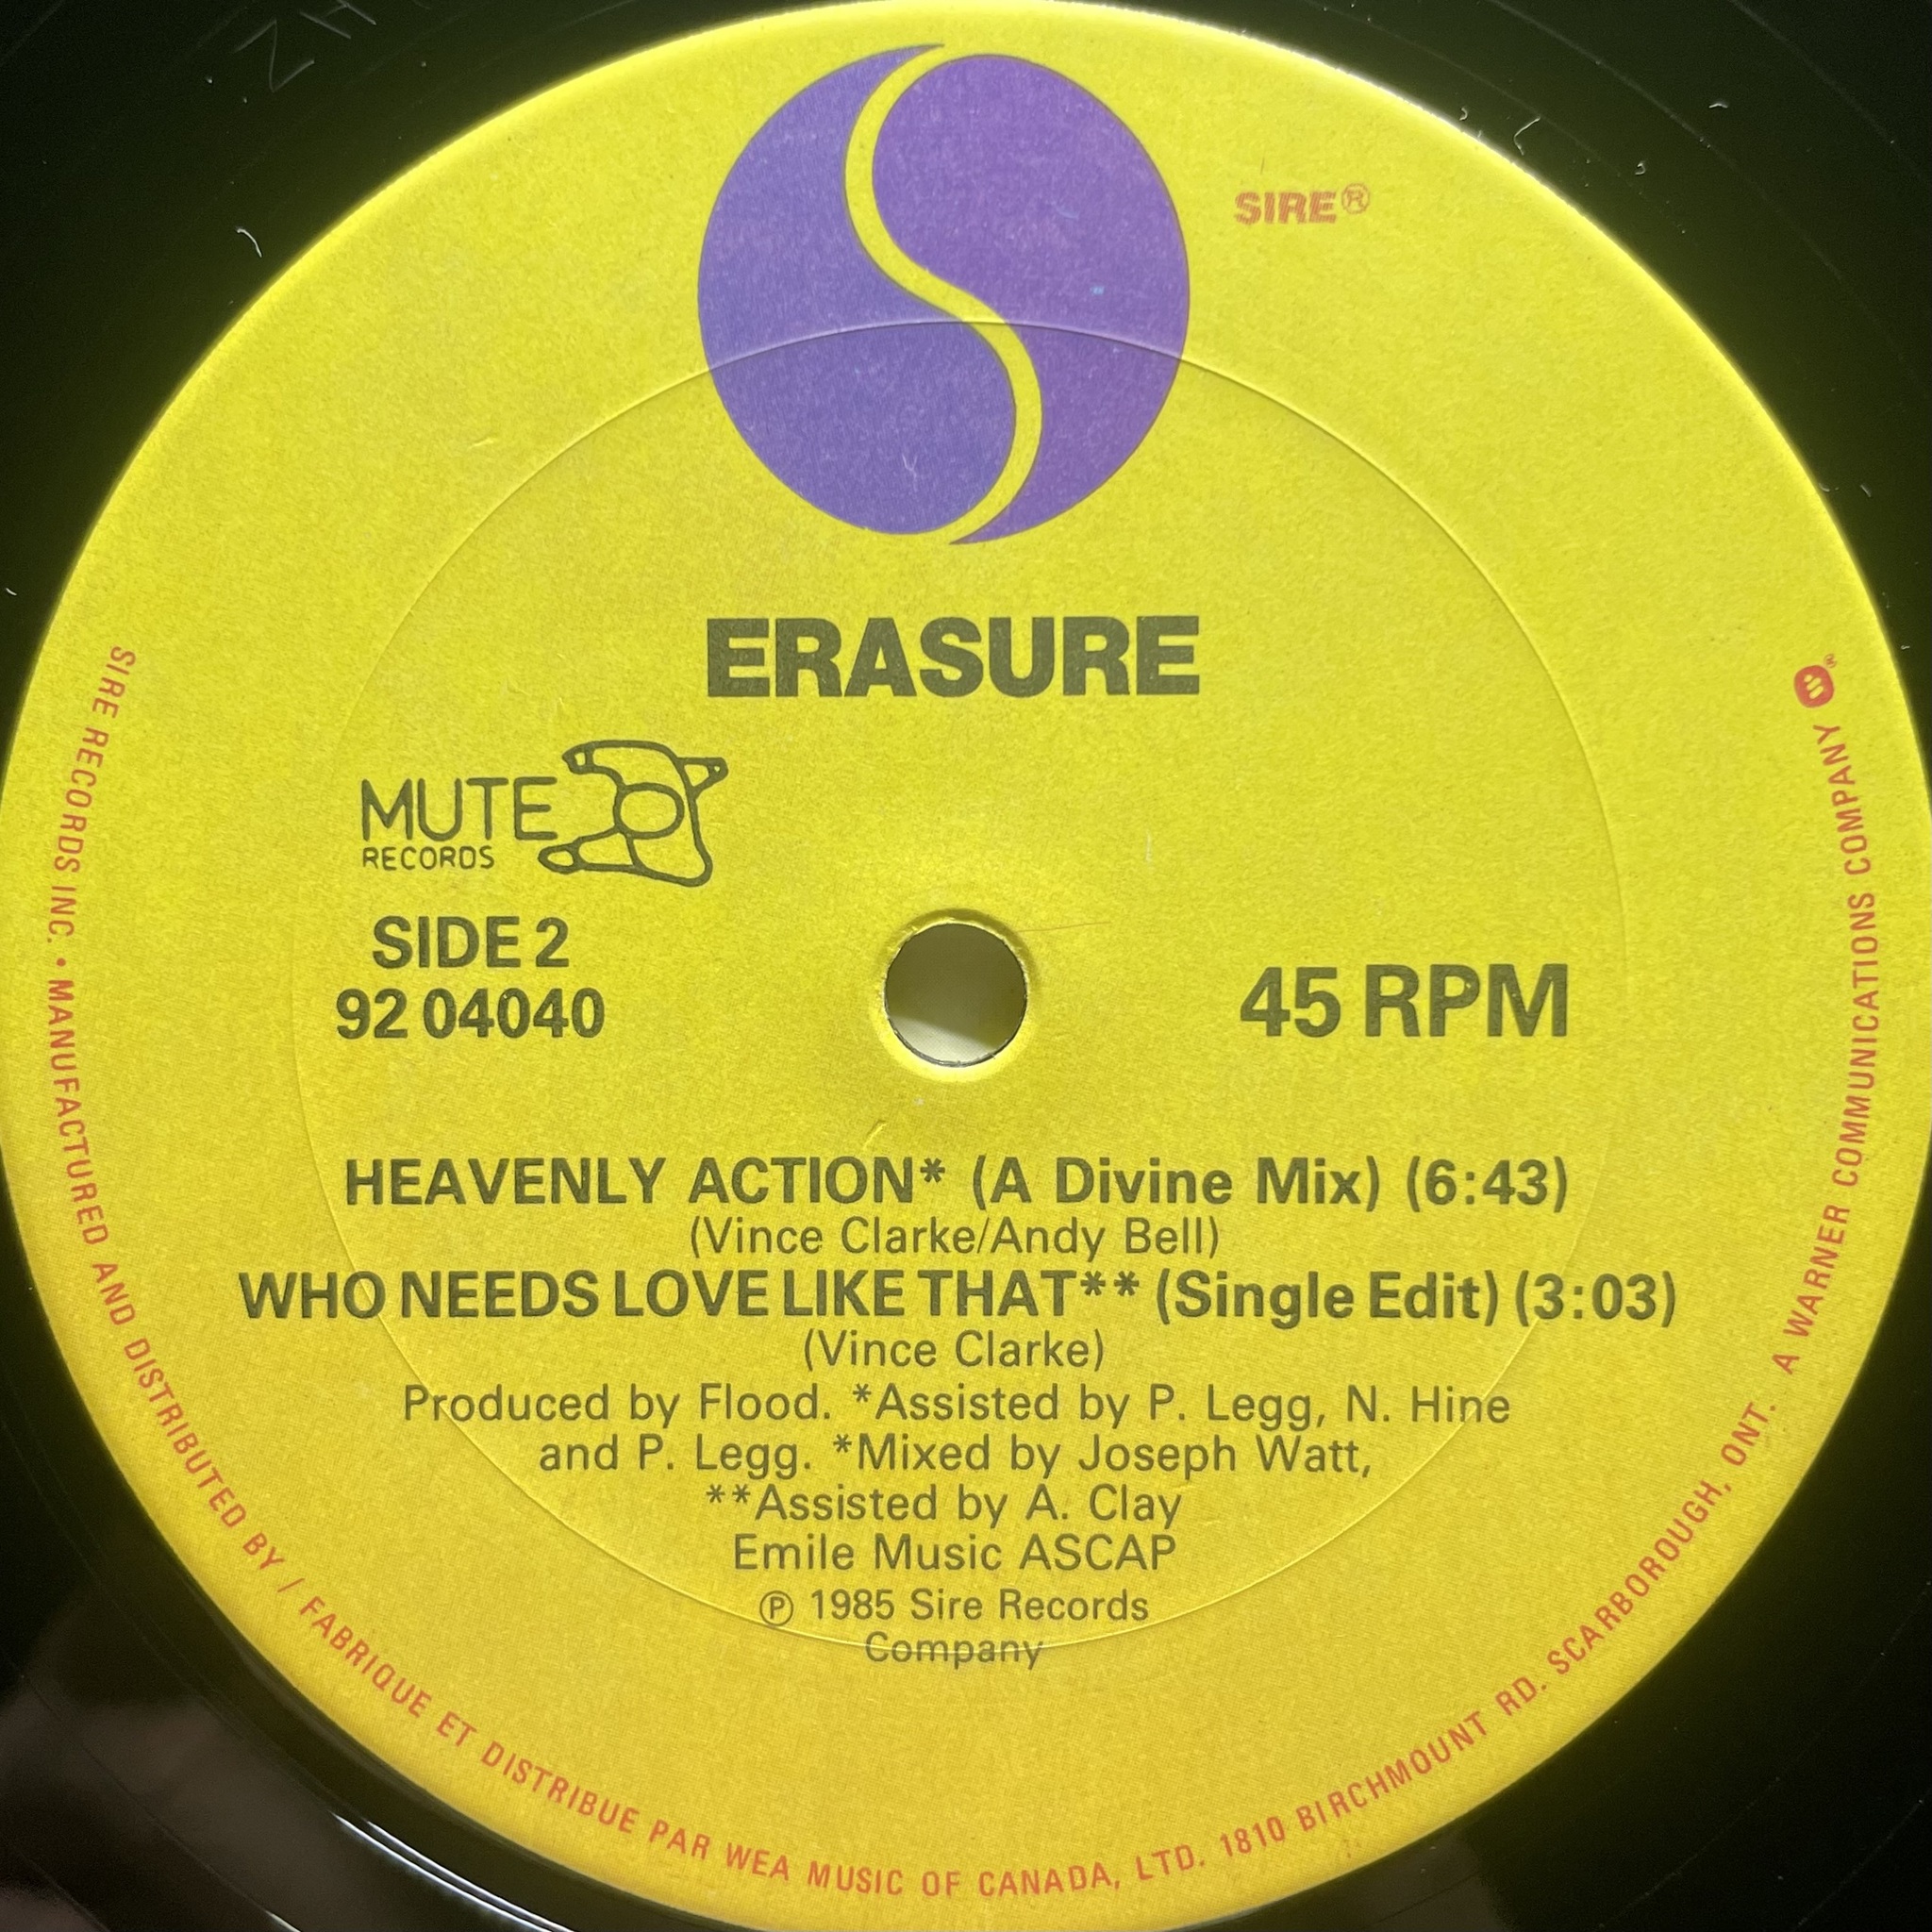 SIRE®
ERASURE
MUTE
RECORDS
SIDE 2
92 04040
45 RPM
HEAVENLY ACTION* (A Divine Mix) (6:43)
(Vince Clarke/Andy Bell)
WHO NEEDS LOVE LIKE THAT** (Single Edit) (3:03)
(Vince Clarke)
Produced by Flood. *Assisted by P. Legg, N. Hine
and P. Legg. *Mixed by Joseph Watt,
**Assisted by A. Clay
Emile Music ASCAP
℗ 1985 Sire Records
Company
SIRE RECORDS INC. • MANUFACTURED AND DISTRIBUTED BY / FABRIQUE ET DISTRIBUE PAR WEA MUSIC OF CANADA, LTD. 1810 BIRCHMOUNT RD. SCARBOROUGH, ONT. A WARNER COMMUNICATIONS COMPANY ®